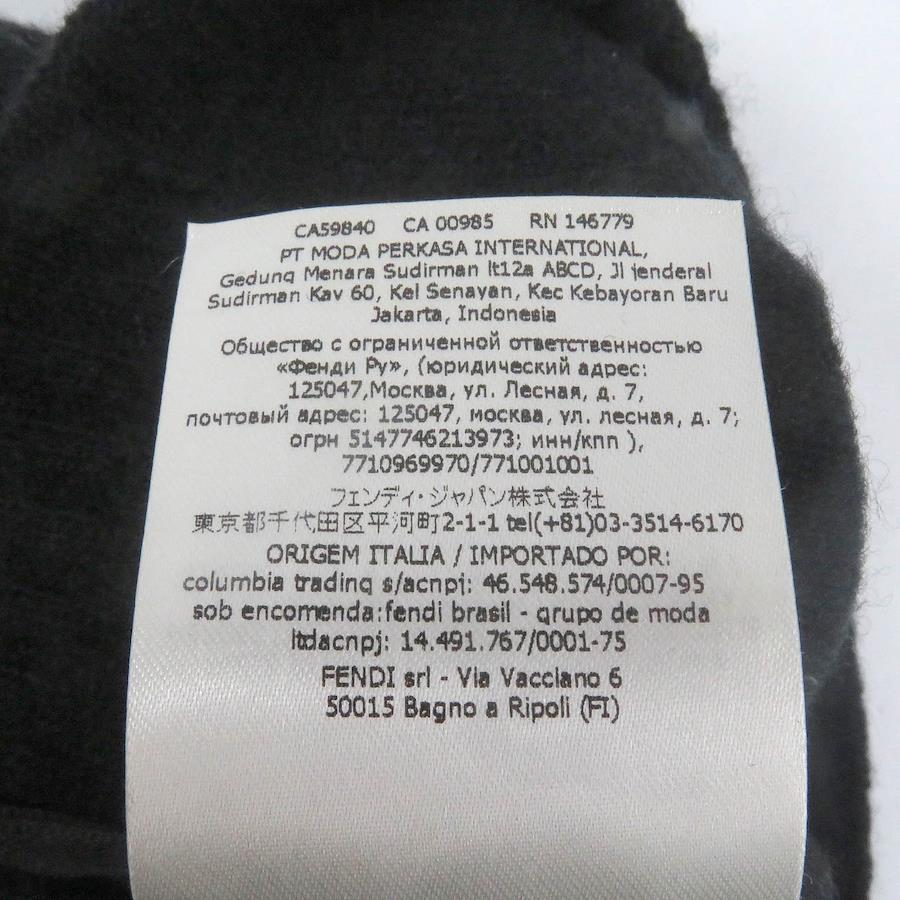 CA59840 CA 00985 RN 146779
PT MODA PERKASA INTERNATIONAL,
Gedung Menara Sudirman lt12a ABCD, Jl jenderal
Sudirman Kav 60, Kel Senayan, Kec Kebayoran Baru
Jakarta, Indonesia
Общество с ограниченной ответственностью
«Фенди Ру», (юридический адрес:
125047,Москва, ул. Лесная, д. 7,
почтовый адрес: 125047, москва, ул. лесная, д. 7;
огрн 5147746213973; инн/кпп ),
7710969970/771001001
フェンディ・ジャパン株式会社
東京都千代田区平河町2-1-1 tel(+81)03-3514-6170
ORIGEM ITALIA / IMPORTADO POR:
columbia trading s/acnpj: 46.548.574/0007-95
sob encomenda:fendi brasil - grupo de moda
ltdacnpj: 14.491.767/0001-75
FENDI srl - Via Vacciano 6
50015 Bagno a Ripoli (FI)